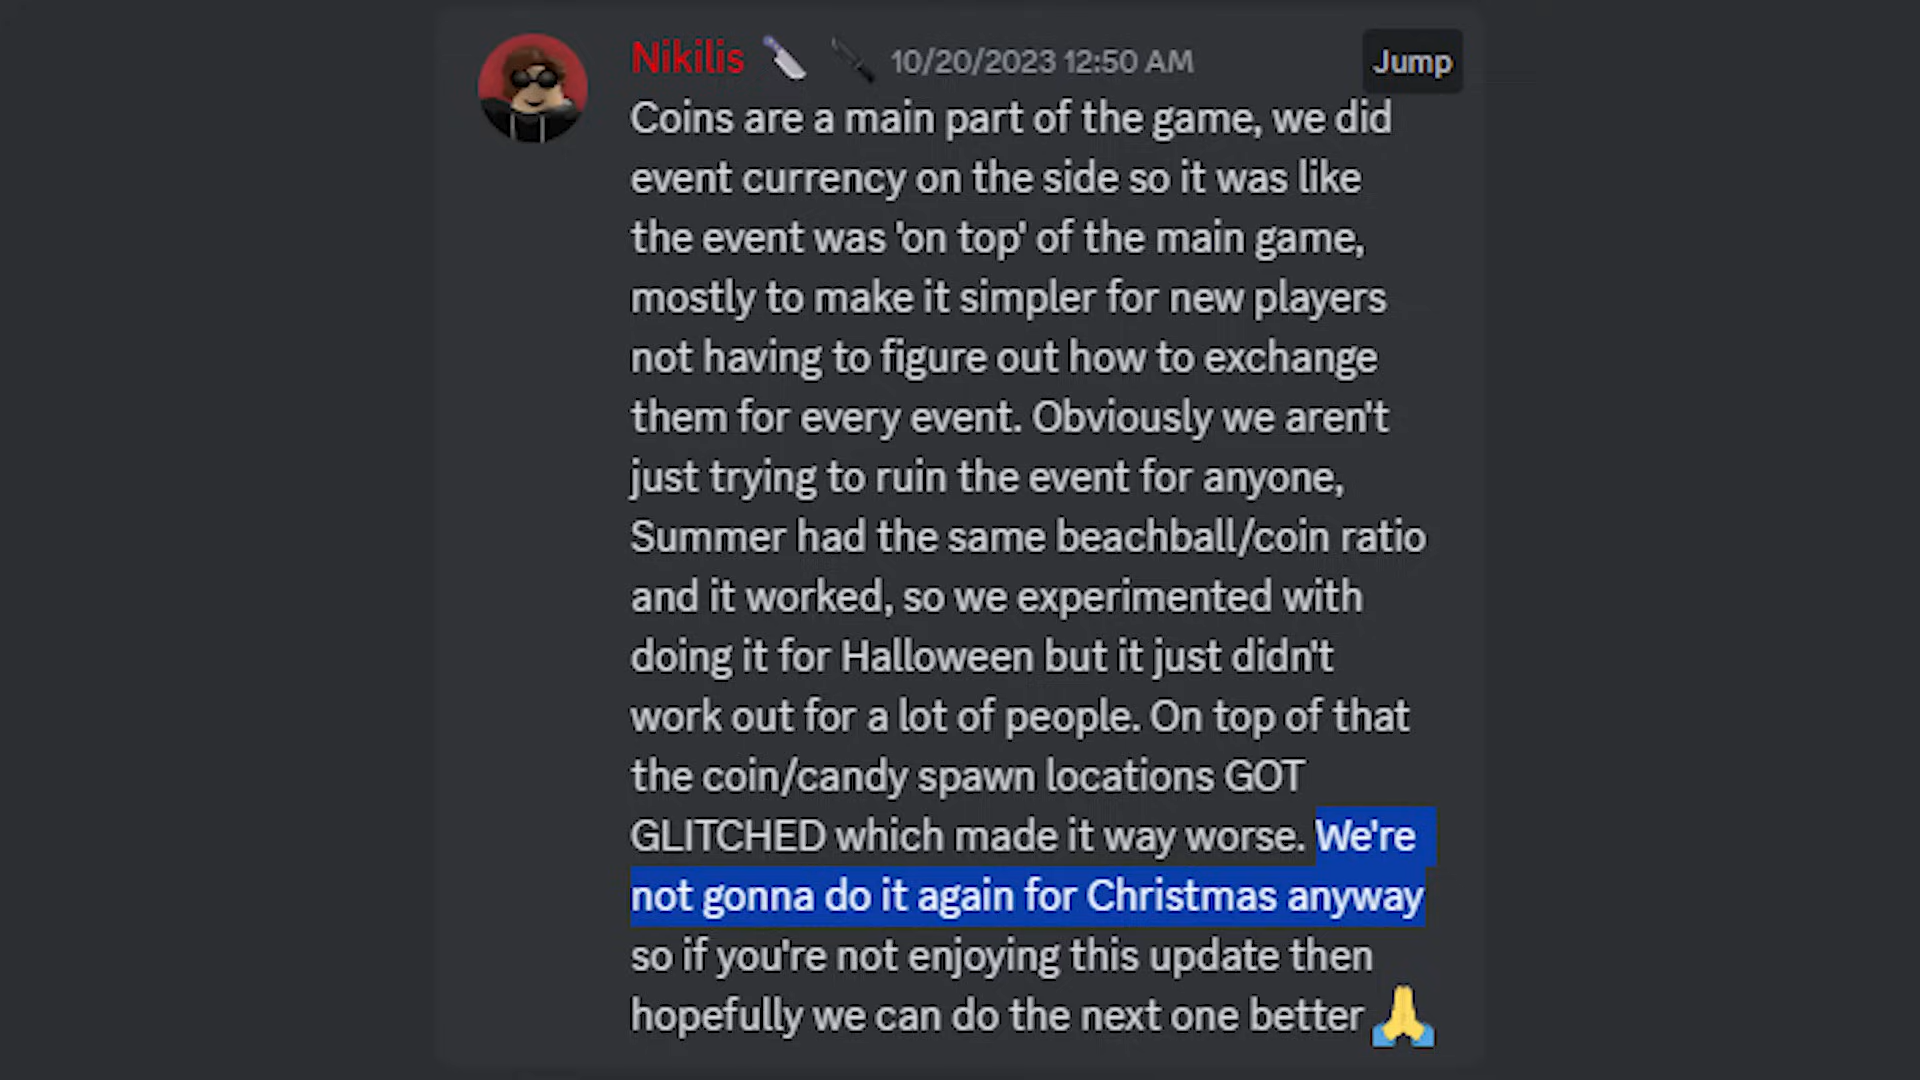 Nikilis 🔪 10/20/2023 12:50 AM
Jump
Coins are a main part of the game, we did
event currency on the side so it was like
the event was 'on top' of the main game,
mostly to make it simpler for new players
not having to figure out how to exchange
them for every event. Obviously we aren't
just trying to ruin the event for anyone,
Summer had the same beachball/coin ratio
and it worked, so we experimented with
doing it for Halloween but it just didn't
work out for a lot of people. On top of that
the coin/candy spawn locations GOT
GLITCHED which made it way worse. We're
not gonna do it again for Christmas anyway
so if you're not enjoying this update then
hopefully we can do the next one better 🙏